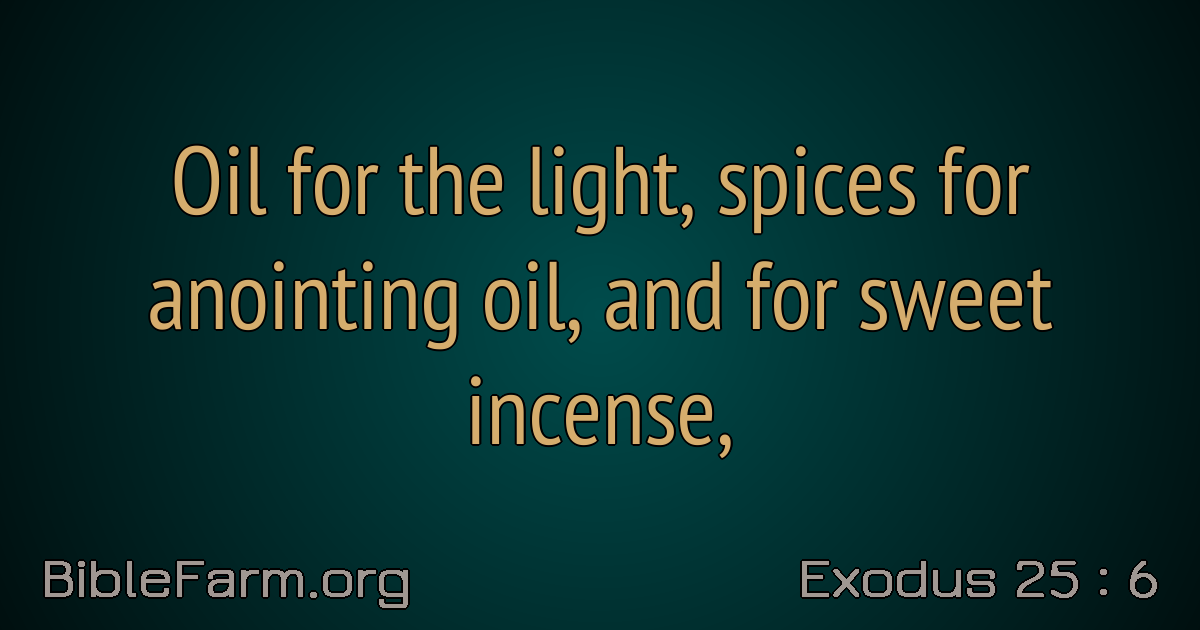 Oil for the light, spices for
anointing oil, and for sweet
incense,
BibleFarm.org
Exodus 25 : 6